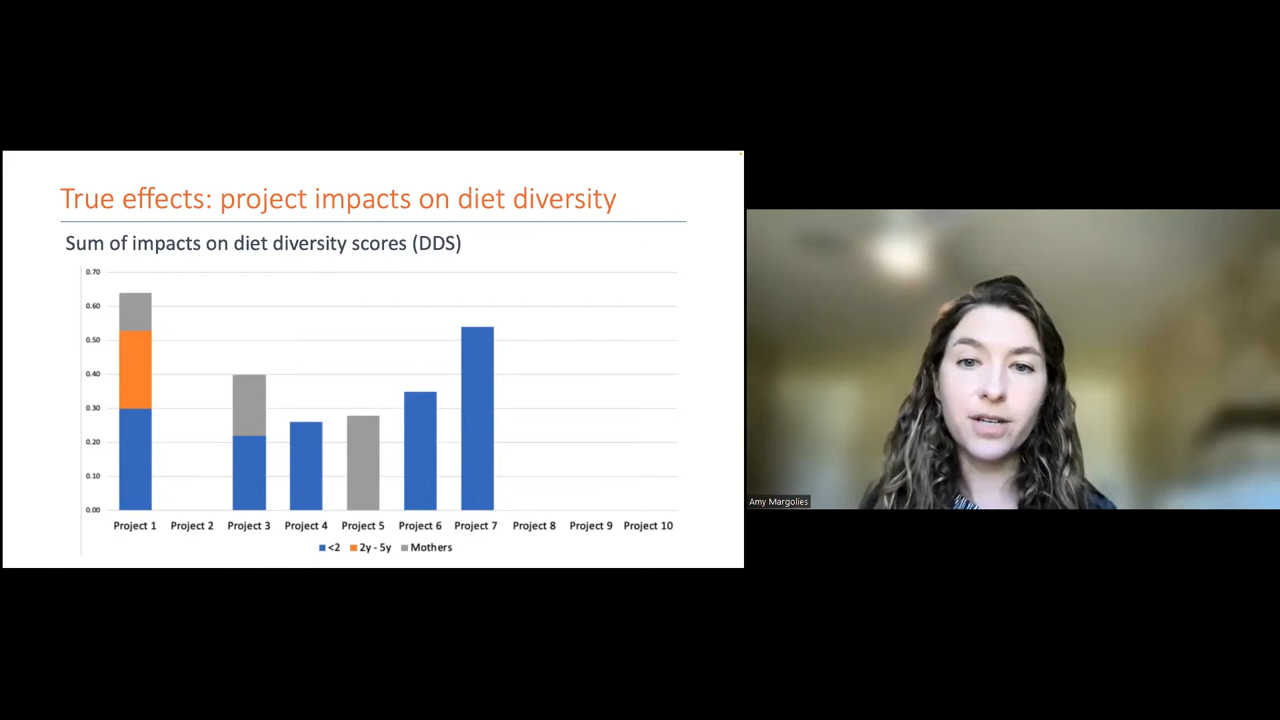 True effects: project impacts on diet diversity
Sum of impacts on diet diversity scores (DDS)
0.70
0.60
0.50
0.40
0.30
0.20
0.10
0.00
Project 1 Project 2 Project 3 Project 4 Project 5 Project 6 Project 7 Project 8 Project 9 Project 10
<2 2y - 5y Mothers
Amy Margolies